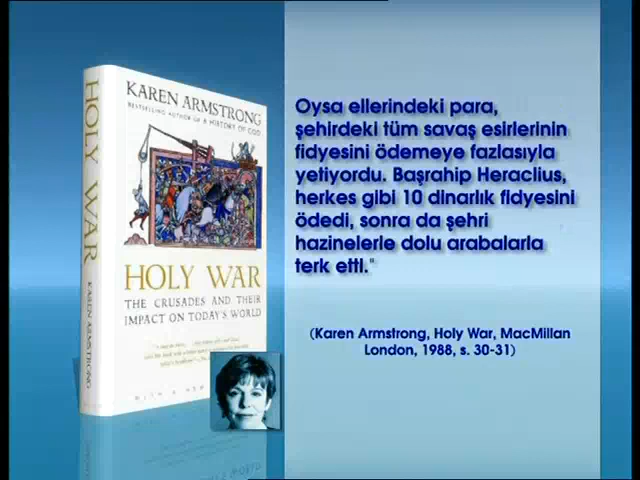 KAREN ARMSTRONG
BESTSELLING AUTHOR OF A HISTORY OF GOD
HOLY WAR
THE CRUSADES AND THEIR
IMPACT ON TODAY'S WORLD
HOLY WAR
KAREN ARMSTRONG
Oysa ellerindeki para,
şehirdeki tüm savaş esirlerinin
fidyesini ödemeye fazlasıyla
yetiyordu. Başrahip Heraclius,
herkes gibi 10 dinarlık fidyesini
ödedi, sonra da şehri
hazinelerle dolu arabalarla
terk etti."
(Karen Armstrong, Holy War, MacMillan
London, 1988, s. 30-31)